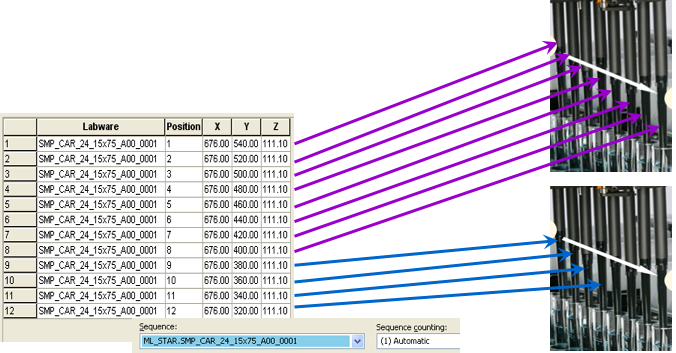 Labware Position X Y Z
1 SMP_CAR_24_15x75_A00_0001 1 676.00 540.00 111.10
2 SMP_CAR_24_15x75_A00_0001 2 676.00 520.00 111.10
3 SMP_CAR_24_15x75_A00_0001 3 676.00 500.00 111.10
4 SMP_CAR_24_15x75_A00_0001 4 676.00 480.00 111.10
5 SMP_CAR_24_15x75_A00_0001 5 676.00 460.00 111.10
6 SMP_CAR_24_15x75_A00_0001 6 676.00 440.00 111.10
7 SMP_CAR_24_15x75_A00_0001 7 676.00 420.00 111.10
8 SMP_CAR_24_15x75_A00_0001 8 676.00 400.00 111.10
9 SMP_CAR_24_15x75_A00_0001 9 676.00 380.00 111.10
10 SMP_CAR_24_15x75_A00_0001 10 676.00 360.00 111.10
11 SMP_CAR_24_15x75_A00_0001 11 676.00 340.00 111.10
12 SMP_CAR_24_15x75_A00_0001 12 676.00 320.00 111.10
Sequence: Sequence counting:
ML_STAR.SMP_CAR_24_15x75_A00_0001 (1) Automatic